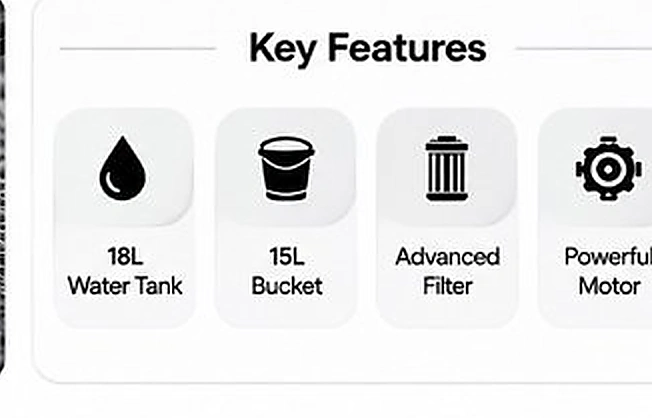 Key Features
18L
Water Tank
15L
Bucket
Advanced
Filter
Powerful
Motor